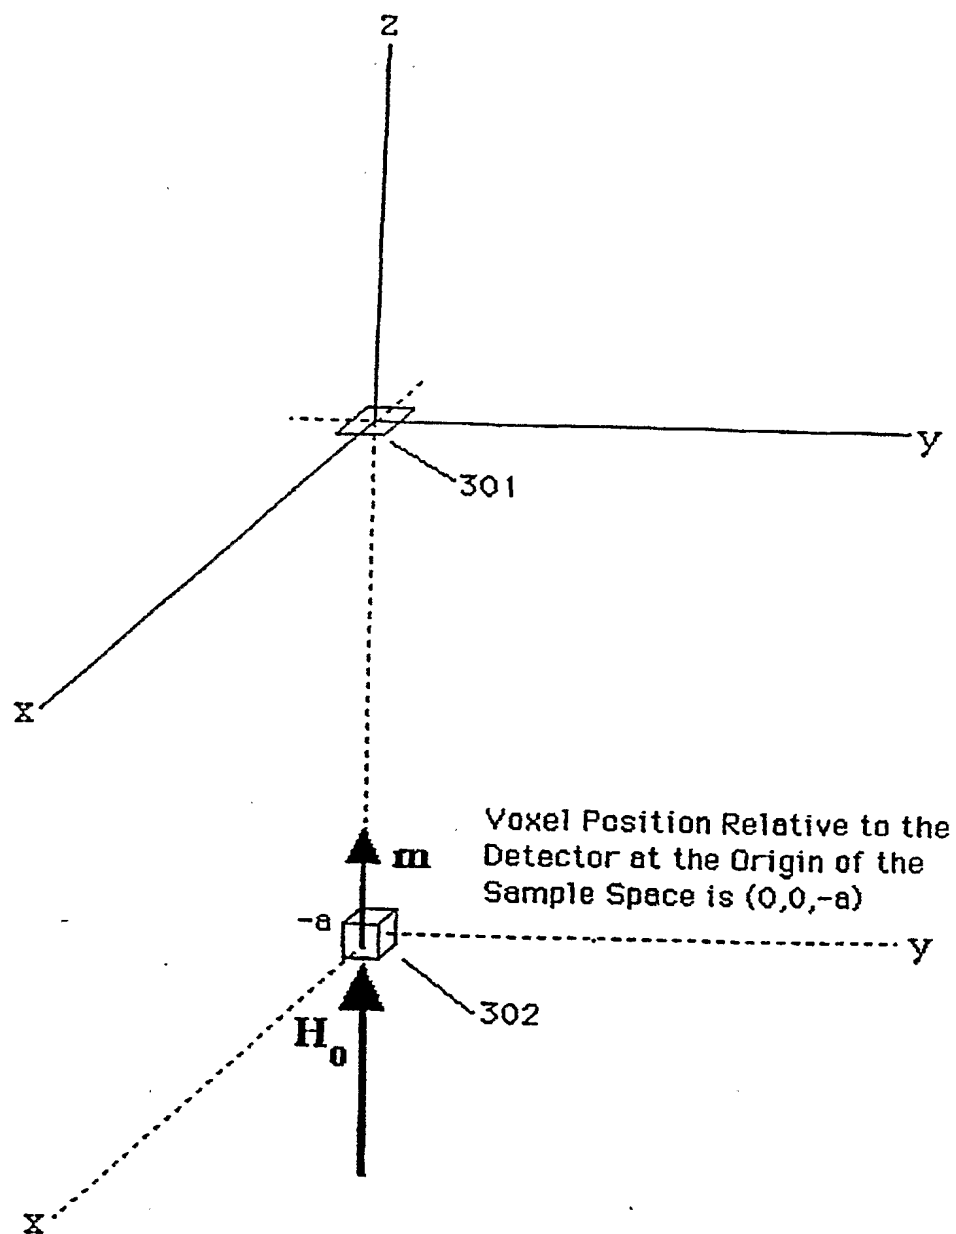 z
y
301
x
Voxel Position Relative to the
Detector at the Origin of the
Sample Space is (0,0,-a)
m
-a
y
302
H₀
x